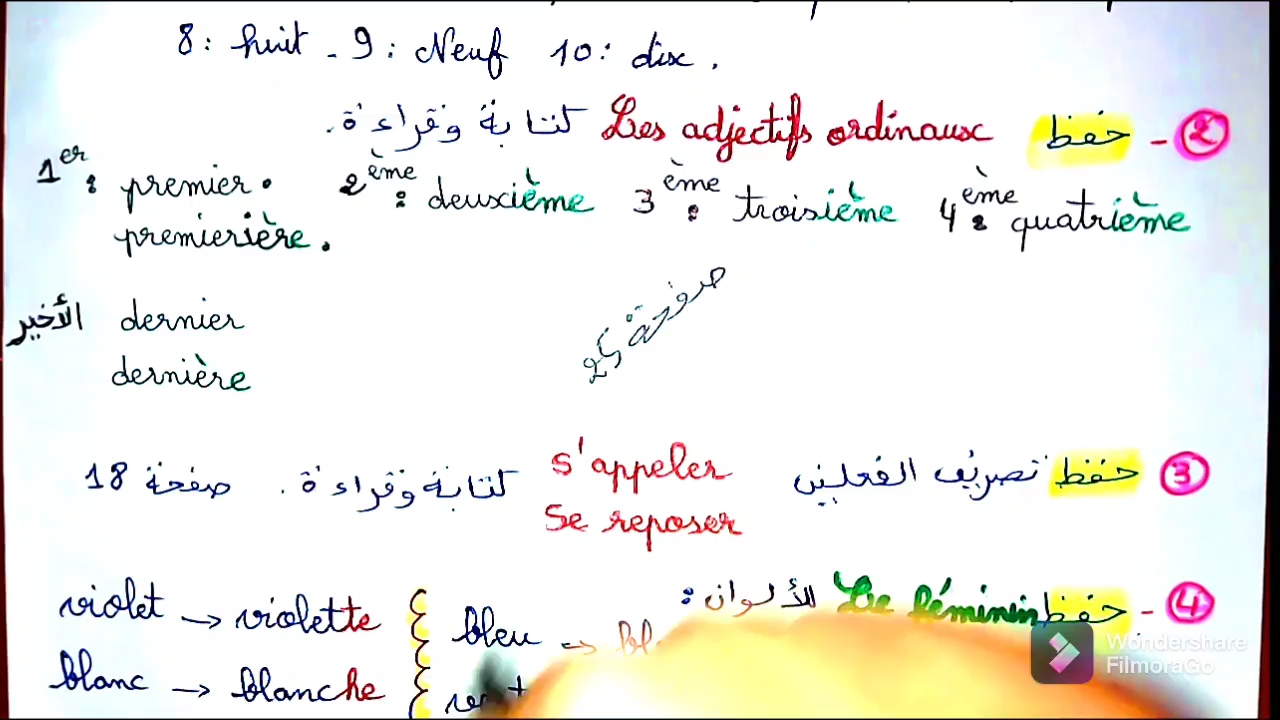 8: huit - 9: Neuf 10: dix.
2 - حفظ Les adjectifs ordinaux كتابة وقراءة.
1er: premier. 2ème: deuxième 3ème: troisième 4ème: quatrième
premierière.
الأخير dernier
dernière
صفحة 25
3 حفظ تصريف الفعلين s'appeler كتابة وقراءة. صفحة 18
Se reposer
4 - حفظ Le féminin الألوان:
violet → violette bleu →
blanc → blanche
Wondershare
FilmoraGo